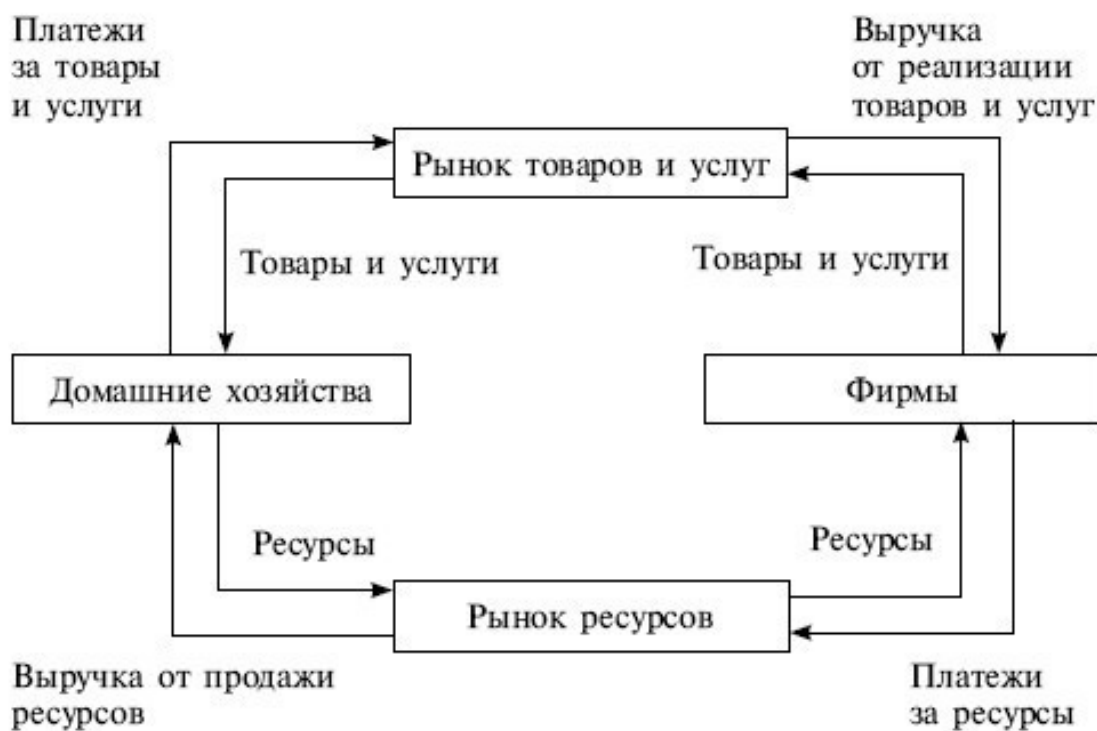 Платежи
за товары
и услуги
Выручка
от реализации
товаров и услуг
Рынок товаров и услуг
Товары и услуги
Товары и услуги
Домашние хозяйства
Фирмы
Ресурсы
Ресурсы
Рынок ресурсов
Выручка от продажи
ресурсов
Платежи
за ресурсы